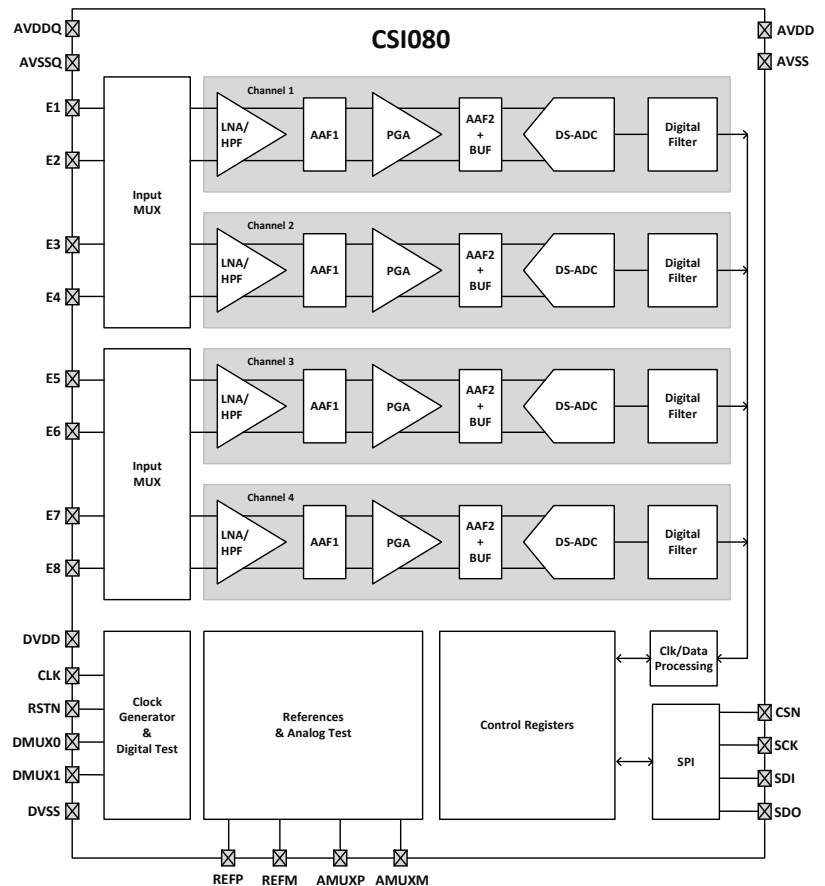 CSI080
AVDDQ
AVSSQ
AVDD
AVSS
E1
E2
E3
E4
Input
MUX
Channel 1
LNA/
HPF
AAF1
PGA
AAF2
+
BUF
DS-ADC
Digital
Filter
Channel 2
LNA/
HPF
AAF1
PGA
AAF2
+
BUF
DS-ADC
Digital
Filter
E5
E6
E7
E8
Input
MUX
Channel 3
LNA/
HPF
AAF1
PGA
AAF2
+
BUF
DS-ADC
Digital
Filter
Channel 4
LNA/
HPF
AAF1
PGA
AAF2
+
BUF
DS-ADC
Digital
Filter
DVDD
CLK
RSTN
DMUX0
DMUX1
DVSS
Clock
Generator
&
Digital Test
References
& Analog Test
Control Registers
Clk/Data
Processing
SPI
CSN
SCK
SDI
SDO
REFP
REFM
AMUXP
AMUXM